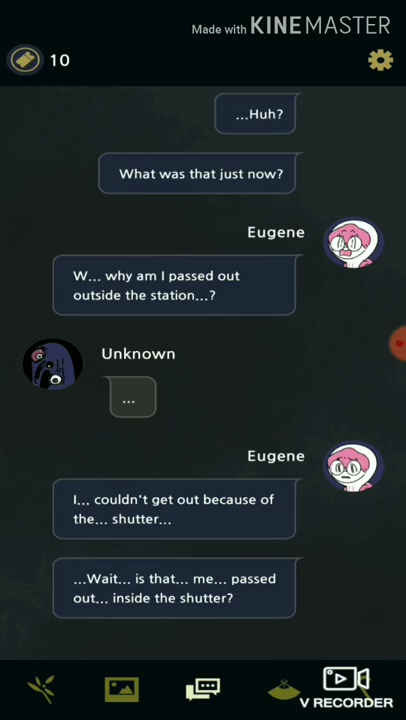 Made with KINEMASTER
10
...Huh?
What was that just now?
Eugene
W... why am I passed out
outside the station...?
Unknown
...
Eugene
I... couldn't get out because of
the... shutter...
...Wait... is that... me... passed
out... inside the shutter?
V RECORDER